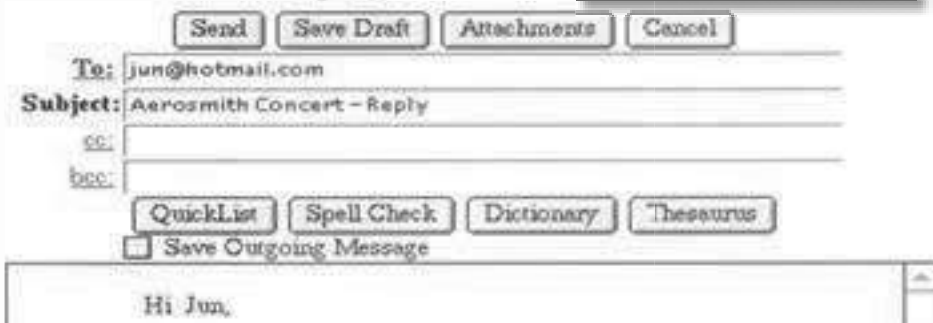 Send Save Draft Attachments Cancel
To: jun@hotmail.com
Subject: Aerosmith Concert – Reply
cc:
bcc:
QuickList Spell Check Dictionary Thesaurus
Save Outgoing Message
Hi Jun,